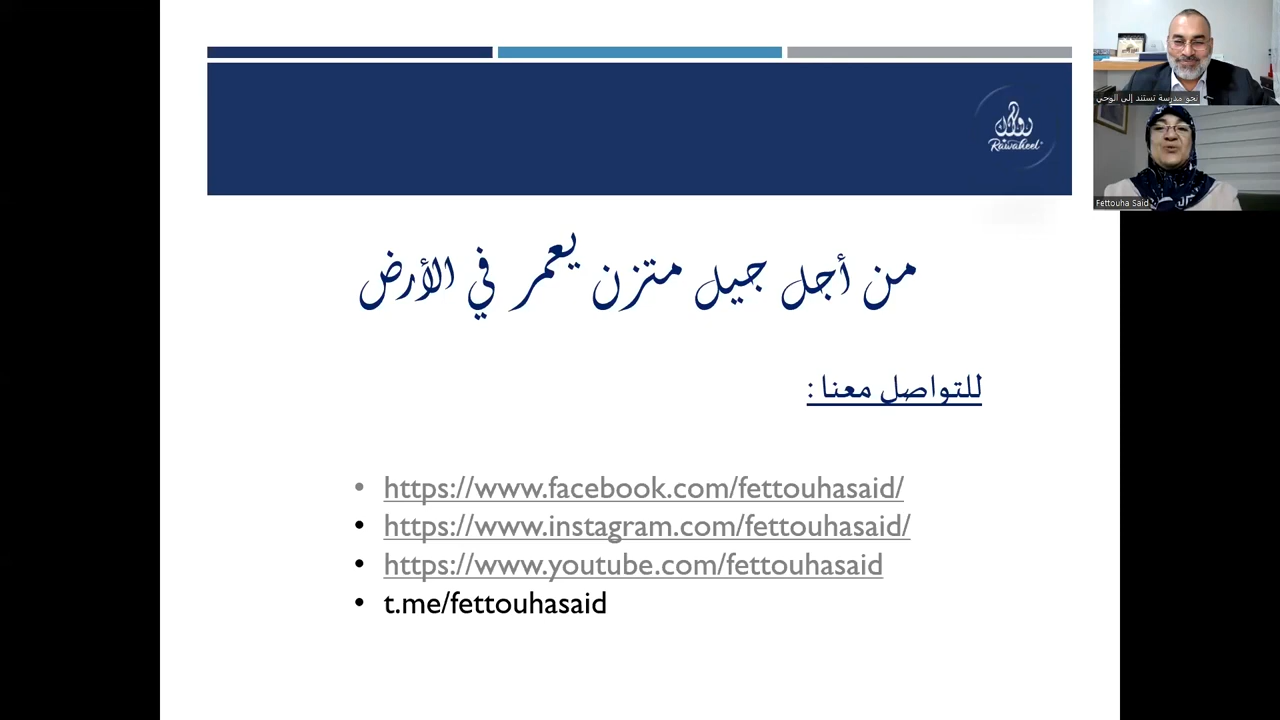 رواحل
Rawaheel
نحو مدرسة تستند إلى الوحي
Fettouha Said
من أجل جيل متزن يعمر في الأرض
للتواصل معنا :
• https://www.facebook.com/fettouhasaid/
• https://www.instagram.com/fettouhasaid/
• https://www.youtube.com/fettouhasaid
• t.me/fettouhasaid